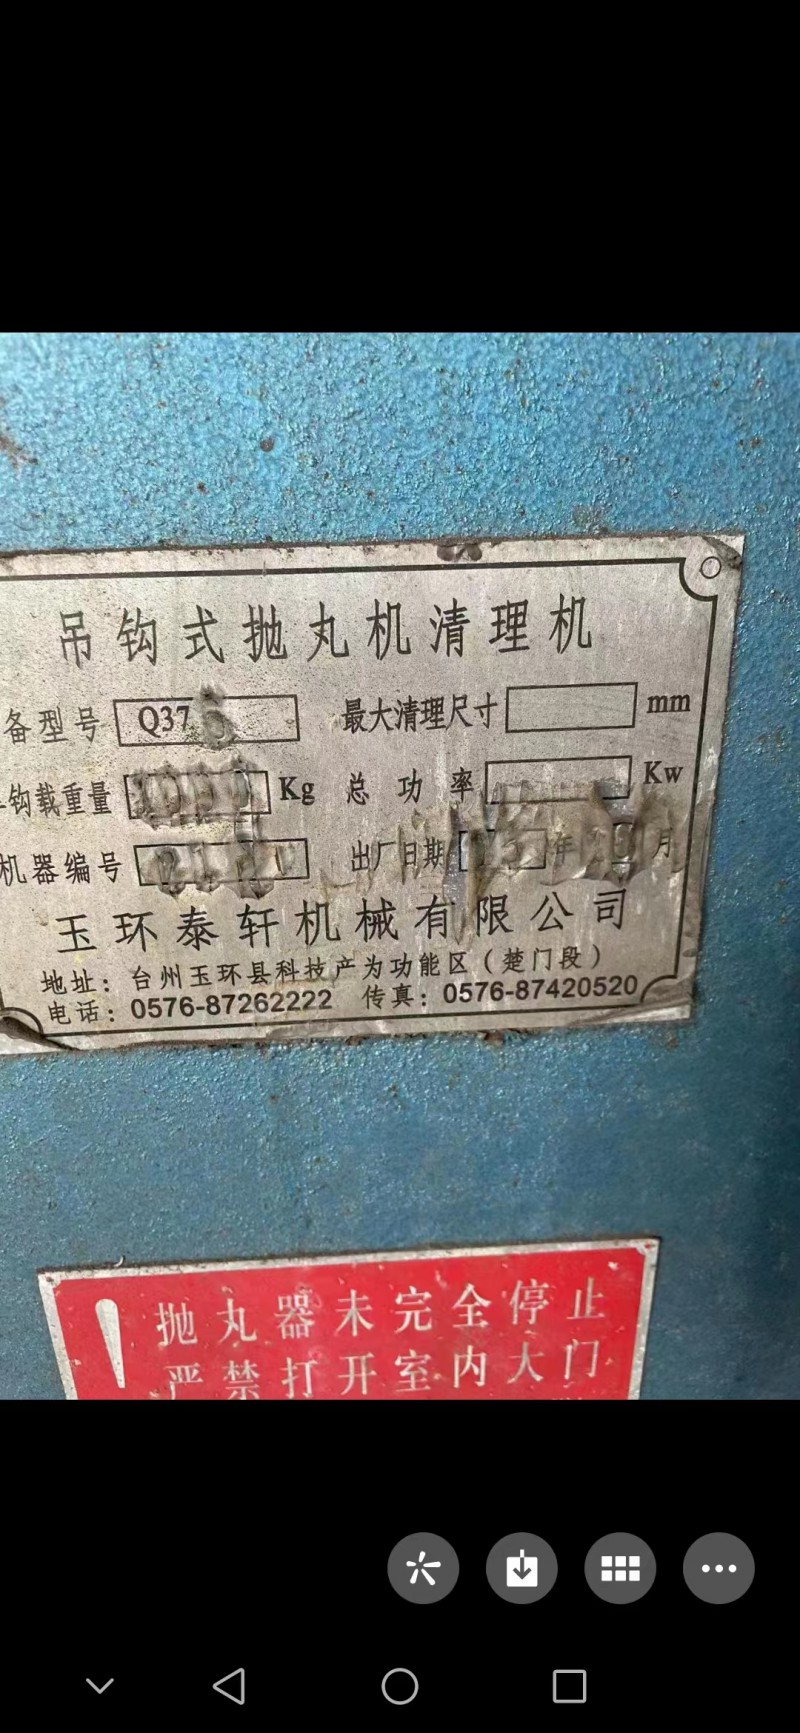 吊钩式抛丸机清理机
备型号 Q376 最大清理尺寸 mm
钩载重量 Kg 总功率 Kw
机器编号 出厂日期 年 月
玉环泰轩机械有限公司
地址：台州玉环县科技产为功能区（楚门段）
电话：0576-87262222 传真：0576-87420520
！抛丸器未完全停止
严禁打开室内大门